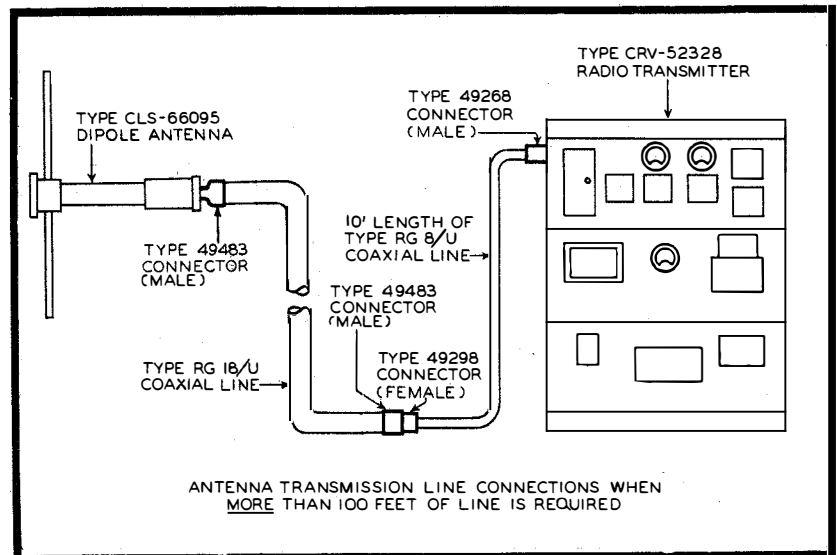 TYPE CRV-52328
RADIO TRANSMITTER
TYPE 49268
CONNECTOR
(MALE)
TYPE CLS-66095
DIPOLE ANTENNA
10' LENGTH OF
TYPE RG 8/U
COAXIAL LINE
TYPE 49483
CONNECTOR
(MALE)
TYPE 49483
CONNECTOR
(MALE)
TYPE 49298
CONNECTOR
(FEMALE)
TYPE RG 18/U
COAXIAL LINE
ANTENNA TRANSMISSION LINE CONNECTIONS WHEN
MORE THAN 100 FEET OF LINE IS REQUIRED